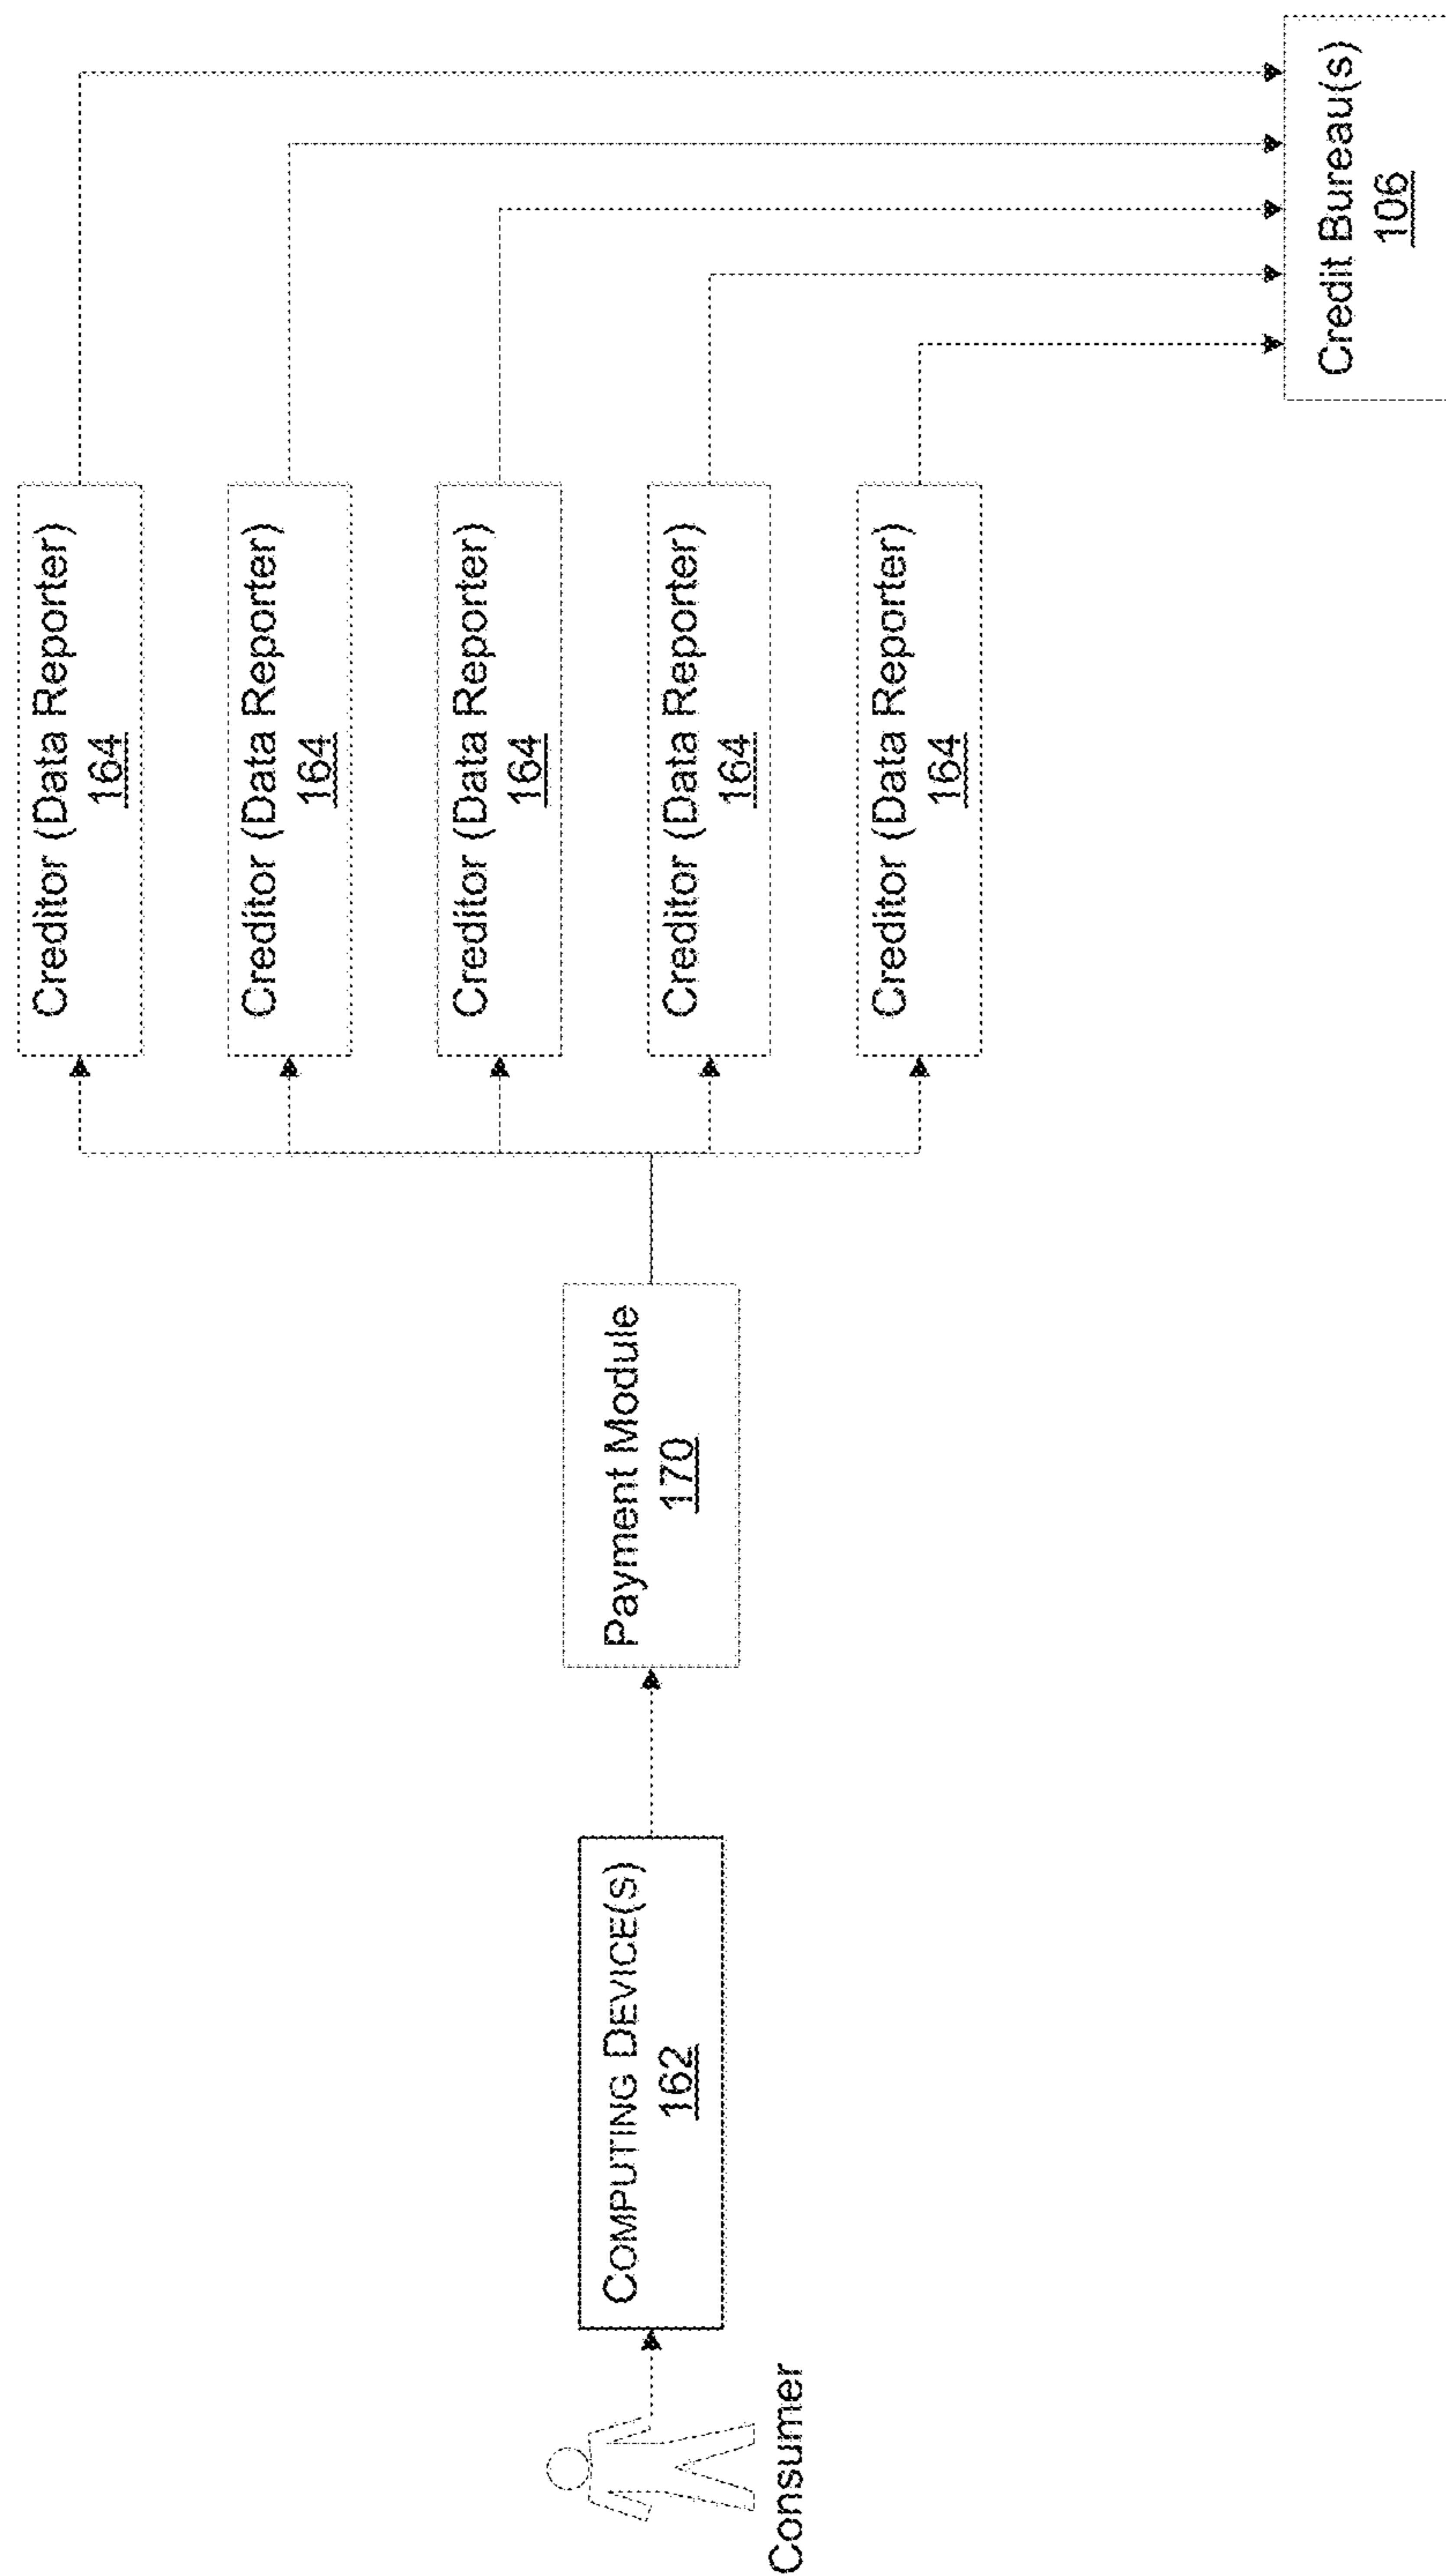 Consumer
COMPUTING DEVICE(S)
162
Payment Module
170
Creditor (Data Reporter)
164
Creditor (Data Reporter)
164
Creditor (Data Reporter)
164
Creditor (Data Reporter)
164
Creditor (Data Reporter)
164
Credit Bureau(s)
106